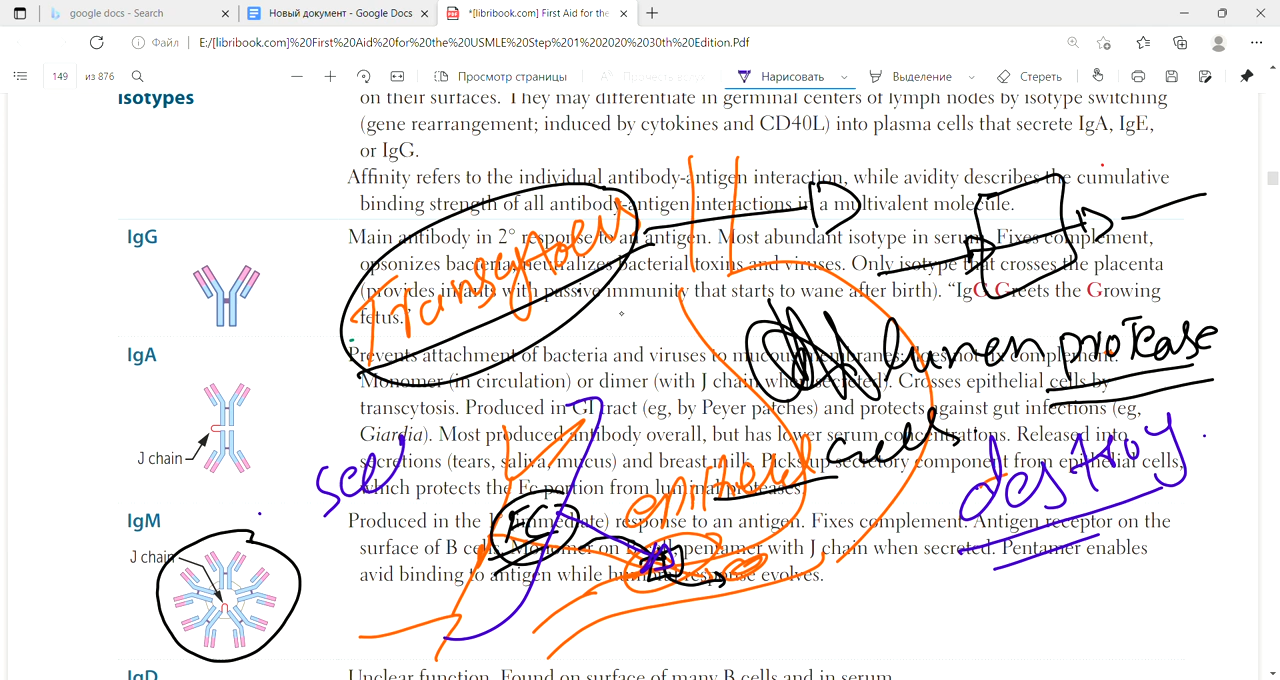 google docs - Search
Новый документ - Google Docs
*[libribook.com] First Aid for the
Файл
E:/[libribook.com]%20First%20Aid%20for%20the%20USMLE%20Step%201%202020%2030th%20Edition.Pdf
149 из 876
Просмотр страницы
Прочесть вслух
Нарисовать
Выделение
Стереть
isotypes
on their surfaces. They may differentiate in germinal centers of lymph nodes by isotype switching
(gene rearrangement; induced by cytokines and CD40L) into plasma cells that secrete IgA, IgE,
or IgG.
Affinity refers to the individual antibody-antigen interaction, while avidity describes the cumulative
binding strength of all antibody-antigen interactions in a multivalent molecule.
IgG
Main antibody in 2° response to an antigen. Most abundant isotype in serum. Fixes complement,
opsonizes bacteria, neutralizes bacterial toxins and viruses. Only isotype that crosses the placenta
(provides infants with passive immunity that starts to wane after birth). "IgG Greets the Growing
fetus."
IgA
Prevents attachment of bacteria and viruses to mucous membranes; does not fix complement.
Monomer (in circulation) or dimer (with J chain when secreted). Crosses epithelial cells by
transcytosis. Produced in GI tract (eg, by Peyer patches) and protects against gut infections (eg,
Giardia). Most produced antibody overall, but has lower serum concentrations. Released into
secretions (tears, saliva, mucus) and breast milk. Picks up secretory component from epithelial cells,
which protects the Fc portion from luminal proteases.
J chain
IgM
Produced in the 1° (immediate) response to an antigen. Fixes complement. Antigen receptor on the
surface of B cells. Monomer on B cell, pentamer with J chain when secreted. Pentamer enables
avid binding to antigen while humoral response evolves.
J chain
IgD
Unclear function. Found on surface of many B cells and in serum.
lumen protease
cells
destroy
FC